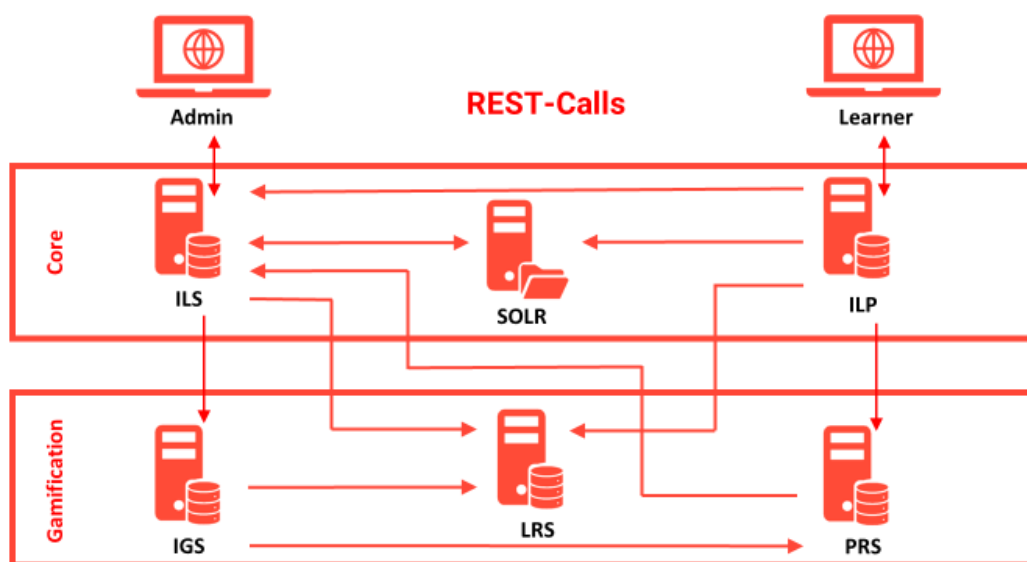 Admin
REST-Calls
Learner
Core
ILS
SOLR
ILP
Gamification
IGS
LRS
PRS